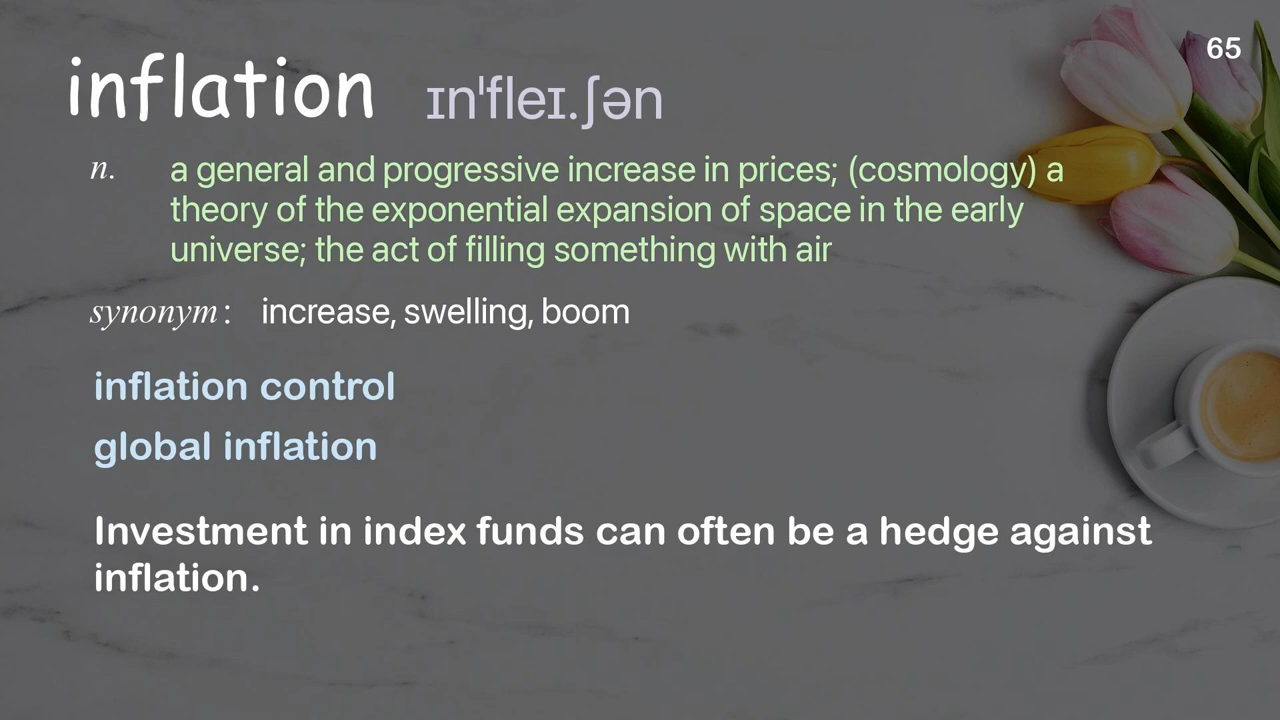 65
inflation ɪnˈfleɪ.ʃən
n. a general and progressive increase in prices; (cosmology) a
theory of the exponential expansion of space in the early
universe; the act of filling something with air
synonym: increase, swelling, boom
inflation control
global inflation
Investment in index funds can often be a hedge against
inflation.